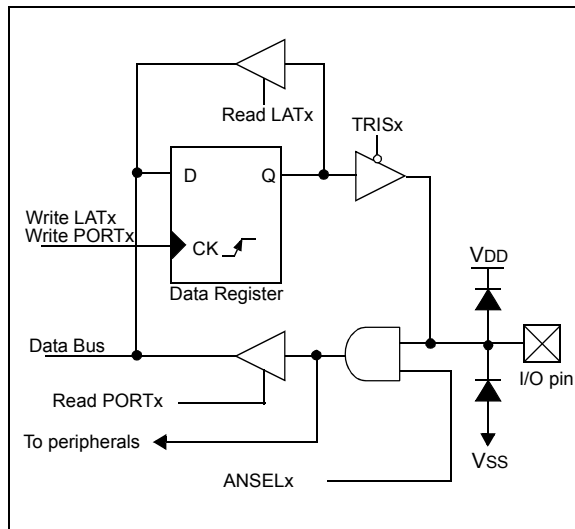 Read LATx
TRISx
D Q
Write LATx
Write PORTx
CK
Data Register
VDD
Data Bus
I/O pin
Read PORTx
To peripherals
VSS
ANSELx